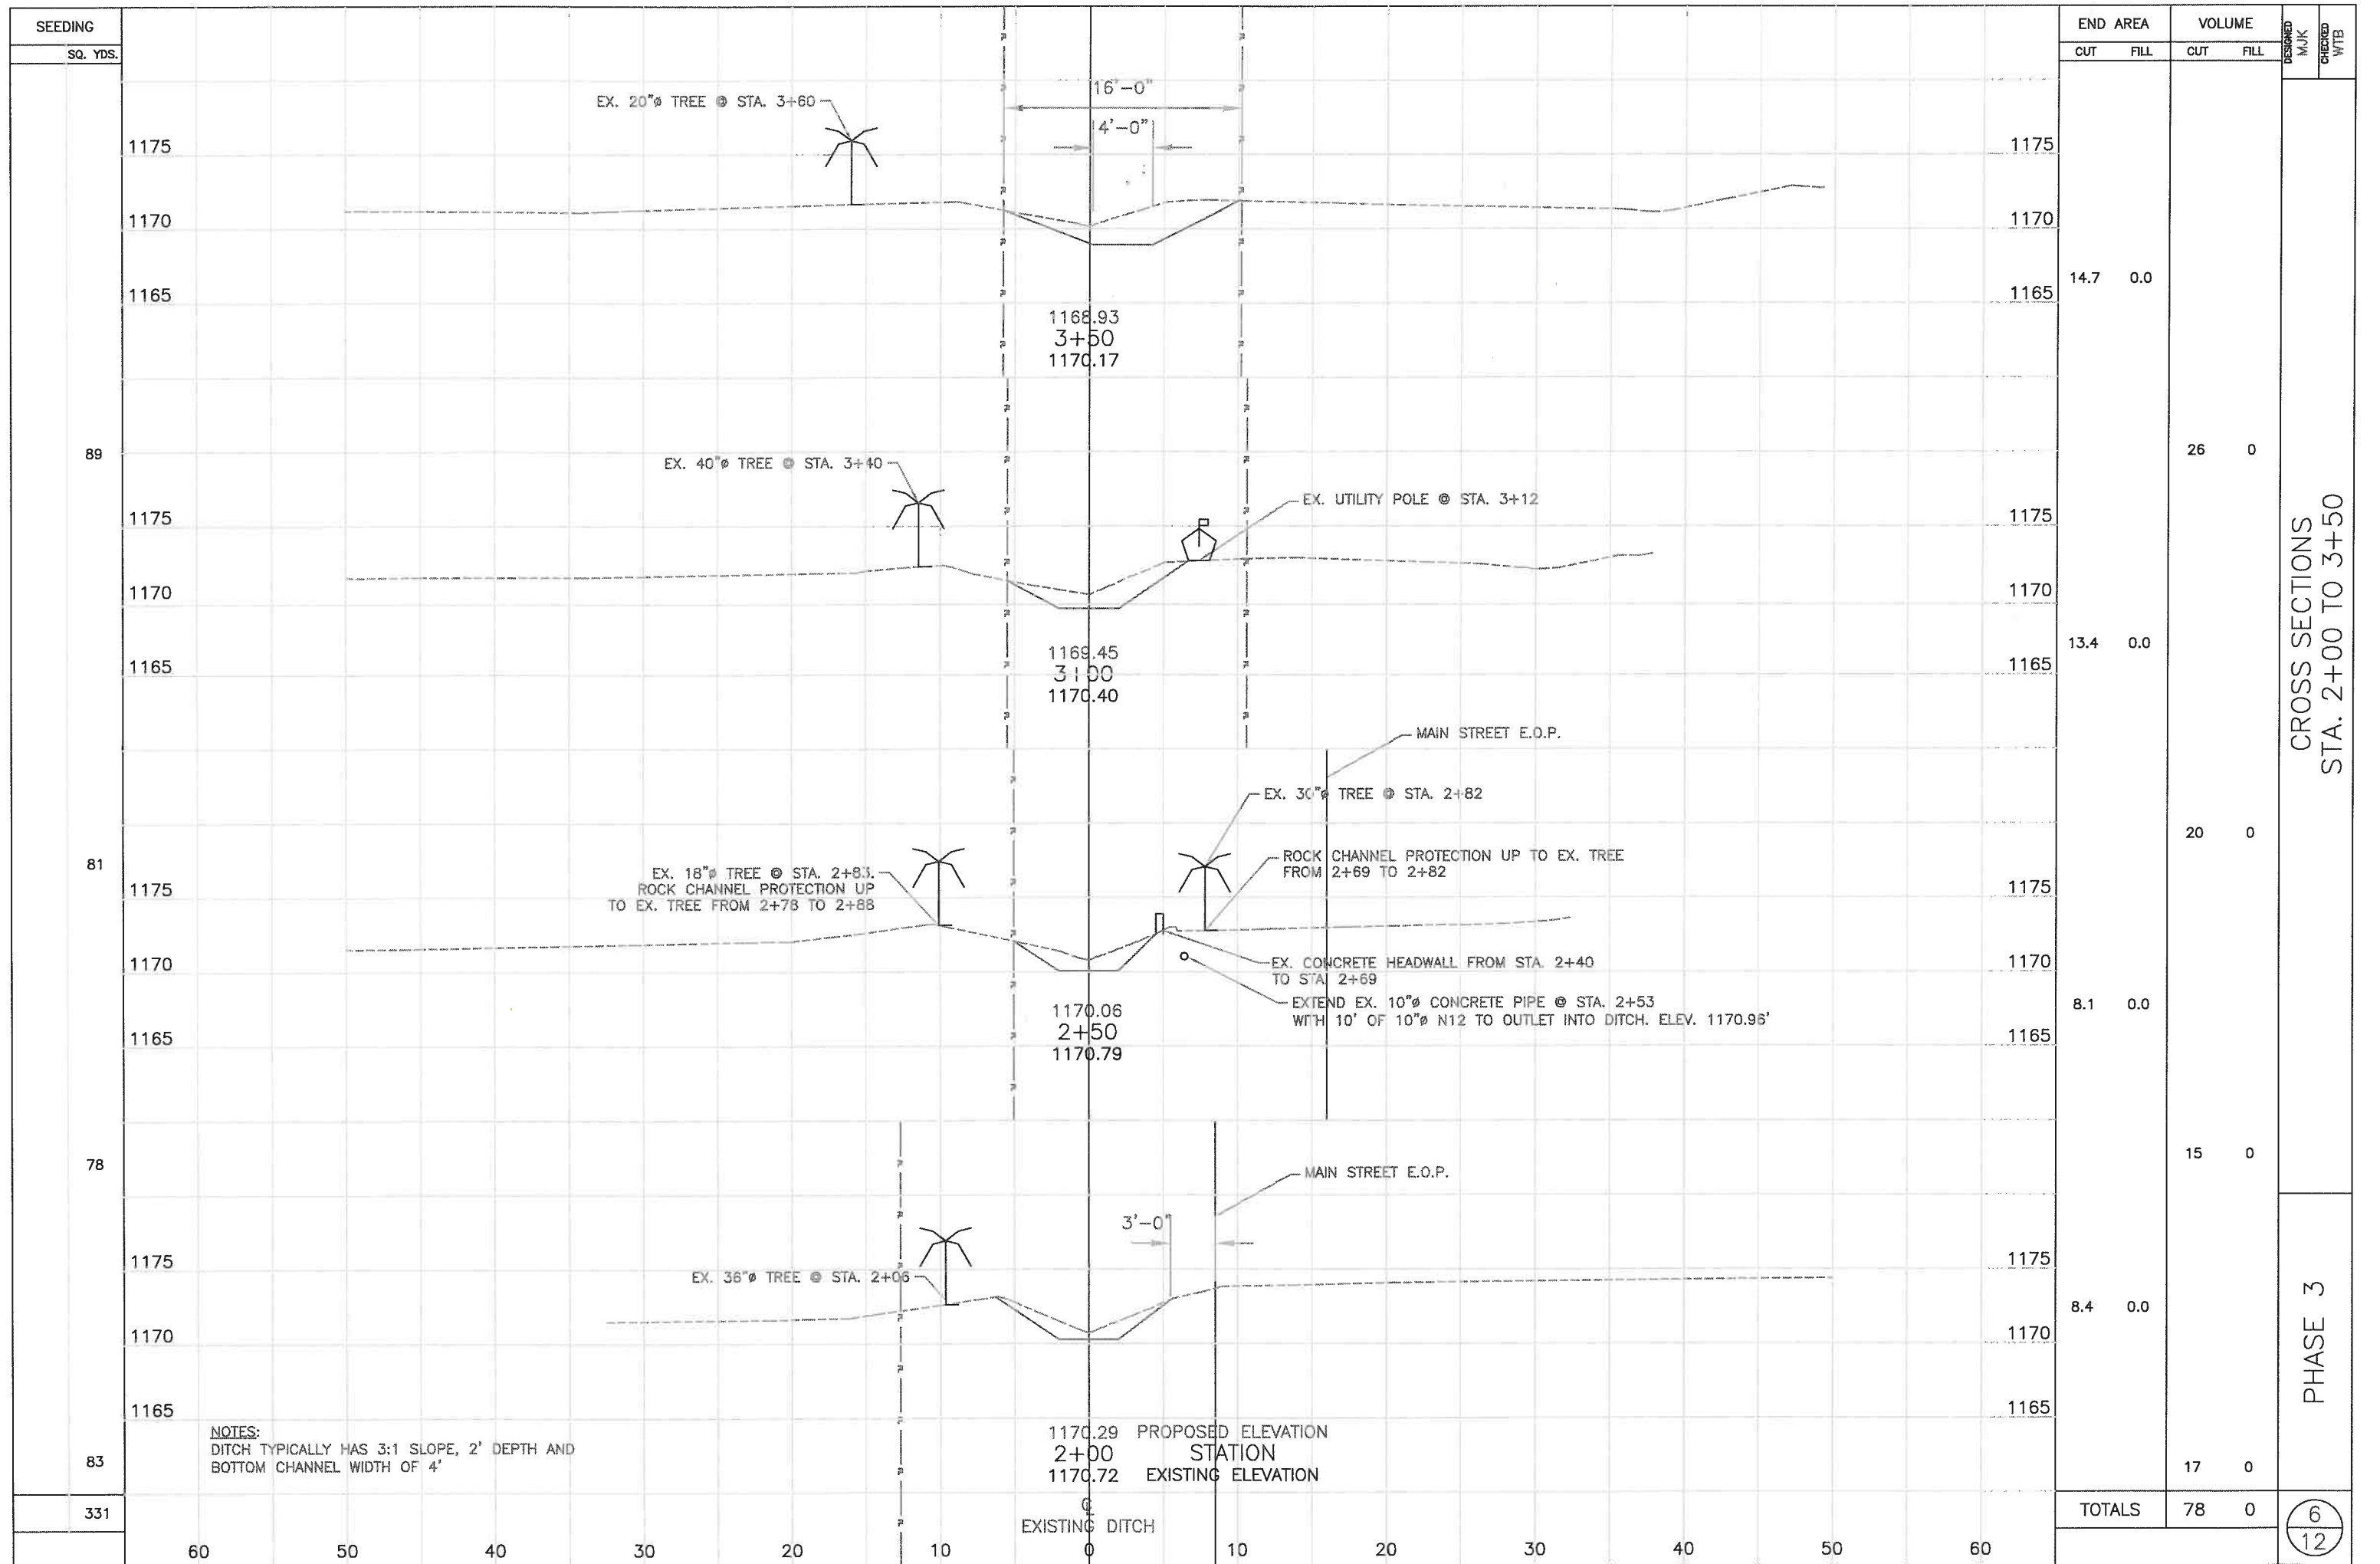 SEEDING
SQ. YDS.
END AREA
VOLUME
CUT FILL
CUT FILL
DESIGNED
MJK
CHECKED
WTB
16'-0"
EX. 20"ø TREE @ STA. 3+60
4'-0"
1175
1175
1170
1170
1165
1165
14.7 0.0
1168.93
3+50
1170.17
89
26 0
EX. 40"ø TREE @ STA. 3+40
EX. UTILITY POLE @ STA. 3+12
1175
1175
1170
1170
1165
1165
13.4 0.0
1169.45
3+00
1170.40
MAIN STREET E.O.P.
EX. 30"ø TREE @ STA. 2+82
20 0
81
EX. 18"ø TREE @ STA. 2+83.
ROCK CHANNEL PROTECTION UP
TO EX. TREE FROM 2+78 TO 2+88
ROCK CHANNEL PROTECTION UP TO EX. TREE
FROM 2+69 TO 2+82
1175
1175
1170
1170
EX. CONCRETE HEADWALL FROM STA. 2+40
TO STA. 2+69
EXTEND EX. 10"ø CONCRETE PIPE @ STA. 2+53
WITH 10' OF 10"ø N12 TO OUTLET INTO DITCH. ELEV. 1170.96'
8.1 0.0
1170.06
2+50
1170.79
1165
1165
78
15 0
MAIN STREET E.O.P.
3'-0"
EX. 36"ø TREE @ STA. 2+06
1175
1175
1170
1170
8.4 0.0
1165
1165
NOTES:
DITCH TYPICALLY HAS 3:1 SLOPE, 2' DEPTH AND
BOTTOM CHANNEL WIDTH OF 4'
1170.29 PROPOSED ELEVATION
2+00 STATION
1170.72 EXISTING ELEVATION
83
17 0
331
TOTALS 78 0
℄
EXISTING DITCH
60 50 40 30 20 10 0 10 20 30 40 50 60
CROSS SECTIONS
STA. 2+00 TO 3+50
PHASE 3
6
12